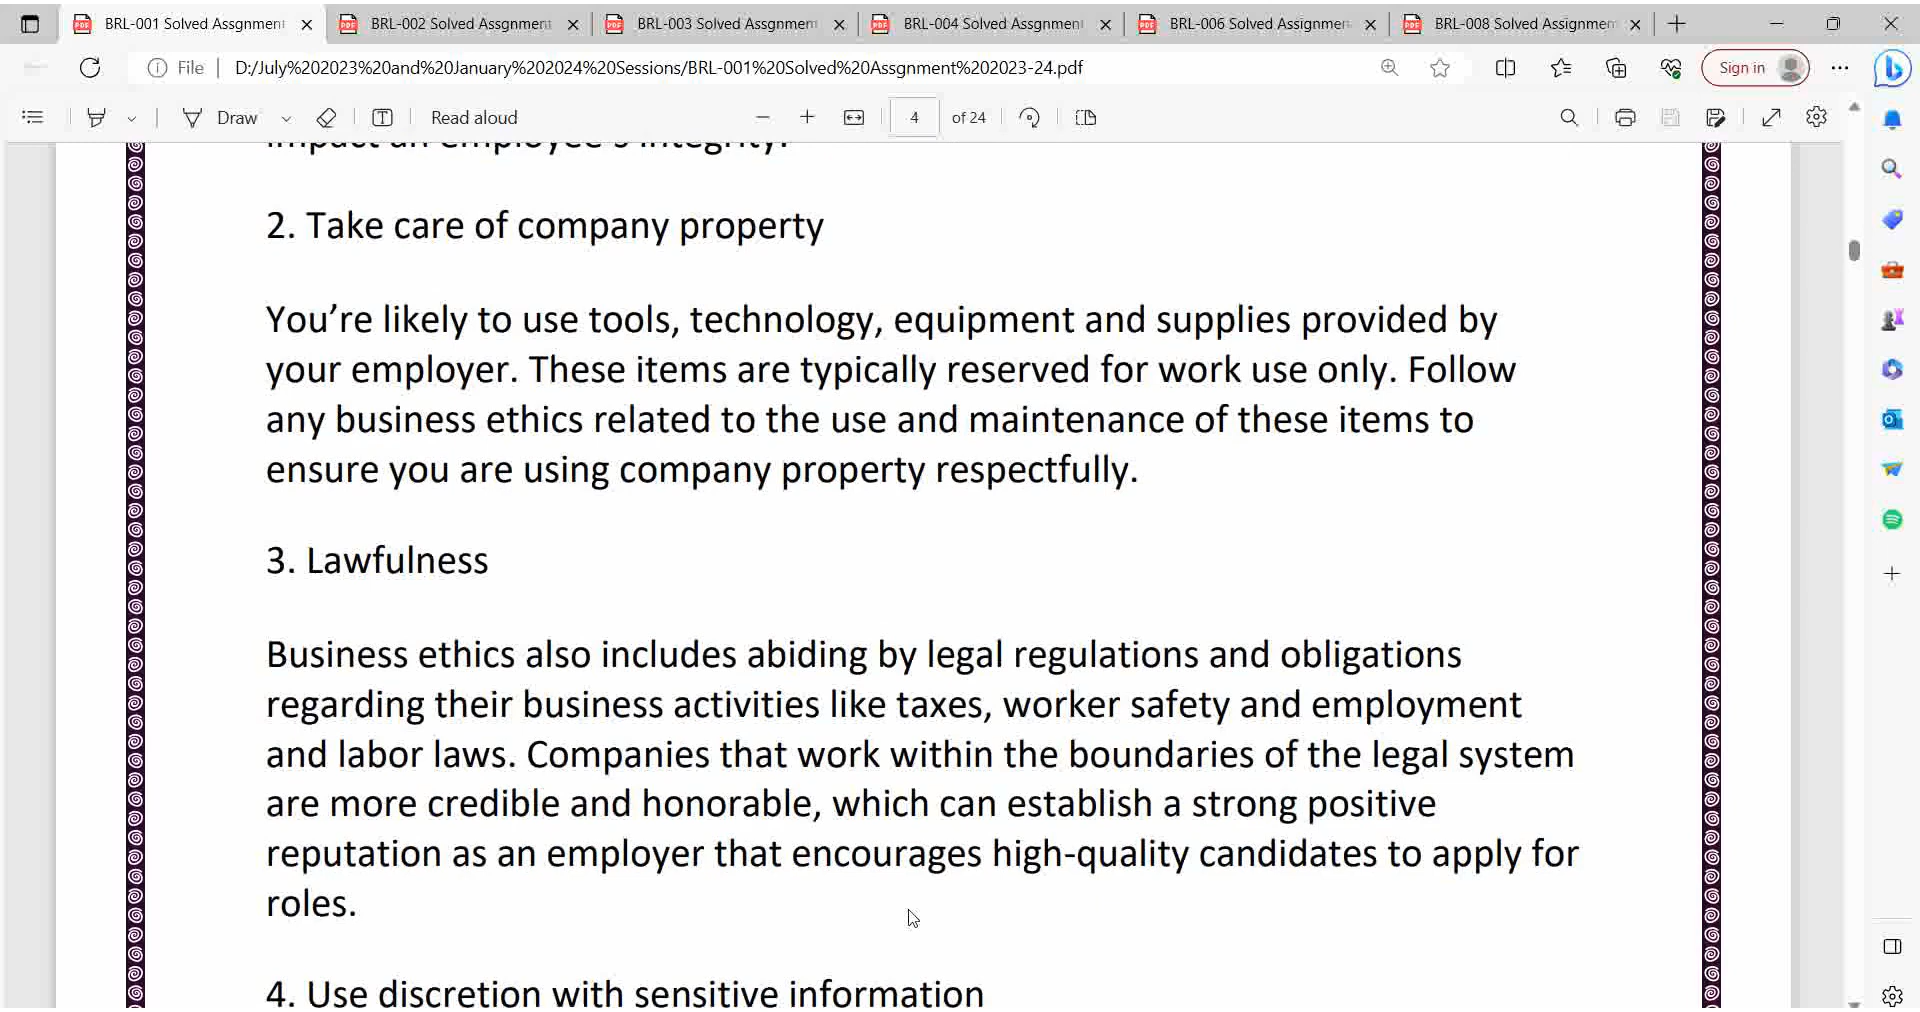 BRL-001 Solved Assgnment
BRL-002 Solved Assgnment
BRL-003 Solved Assgnment
BRL-004 Solved Assgnment
BRL-006 Solved Assignmen
BRL-008 Solved Assignmen
File
D:/July%202023%20and%20January%202024%20Sessions/BRL-001%20Solved%20Assgnment%202023-24.pdf
Sign in
Draw
Read aloud
4
of 24
impact an employee's integrity.
2. Take care of company property
You’re likely to use tools, technology, equipment and supplies provided by
your employer. These items are typically reserved for work use only. Follow
any business ethics related to the use and maintenance of these items to
ensure you are using company property respectfully.
3. Lawfulness
Business ethics also includes abiding by legal regulations and obligations
regarding their business activities like taxes, worker safety and employment
and labor laws. Companies that work within the boundaries of the legal system
are more credible and honorable, which can establish a strong positive
reputation as an employer that encourages high-quality candidates to apply for
roles.
4. Use discretion with sensitive information